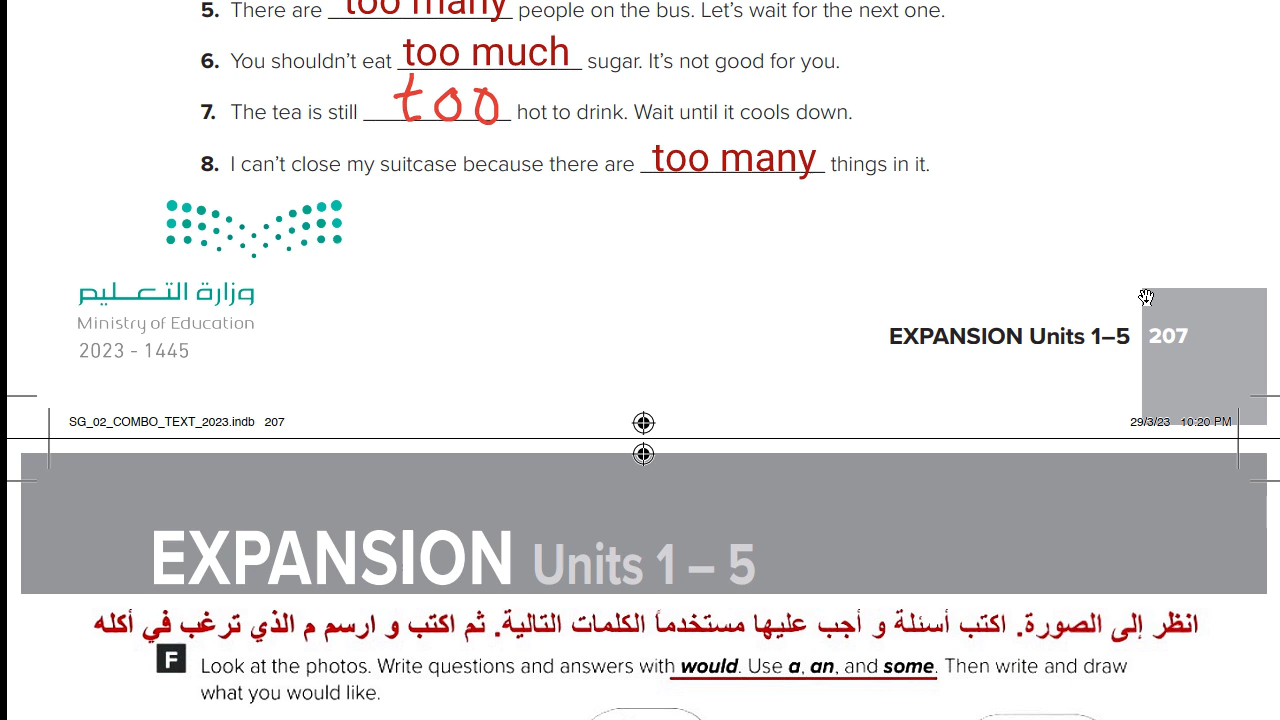 5. There are too many people on the bus. Let's wait for the next one.
6. You shouldn't eat too much sugar. It's not good for you.
7. The tea is still too hot to drink. Wait until it cools down.
8. I can't close my suitcase because there are too many things in it.
وزارة التعليم
Ministry of Education
2023 - 1445
EXPANSION Units 1–5 207
SG_02_COMBO_TEXT_2023.indb 207
29/3/23 10:20 PM
EXPANSION Units 1 – 5
انظر إلى الصورة. اكتب أسئلة و أجب عليها مستخدماً الكلمات التالية. ثم اكتب و ارسم م الذي ترغب في أكله
F Look at the photos. Write questions and answers with would. Use a, an, and some. Then write and draw
what you would like.